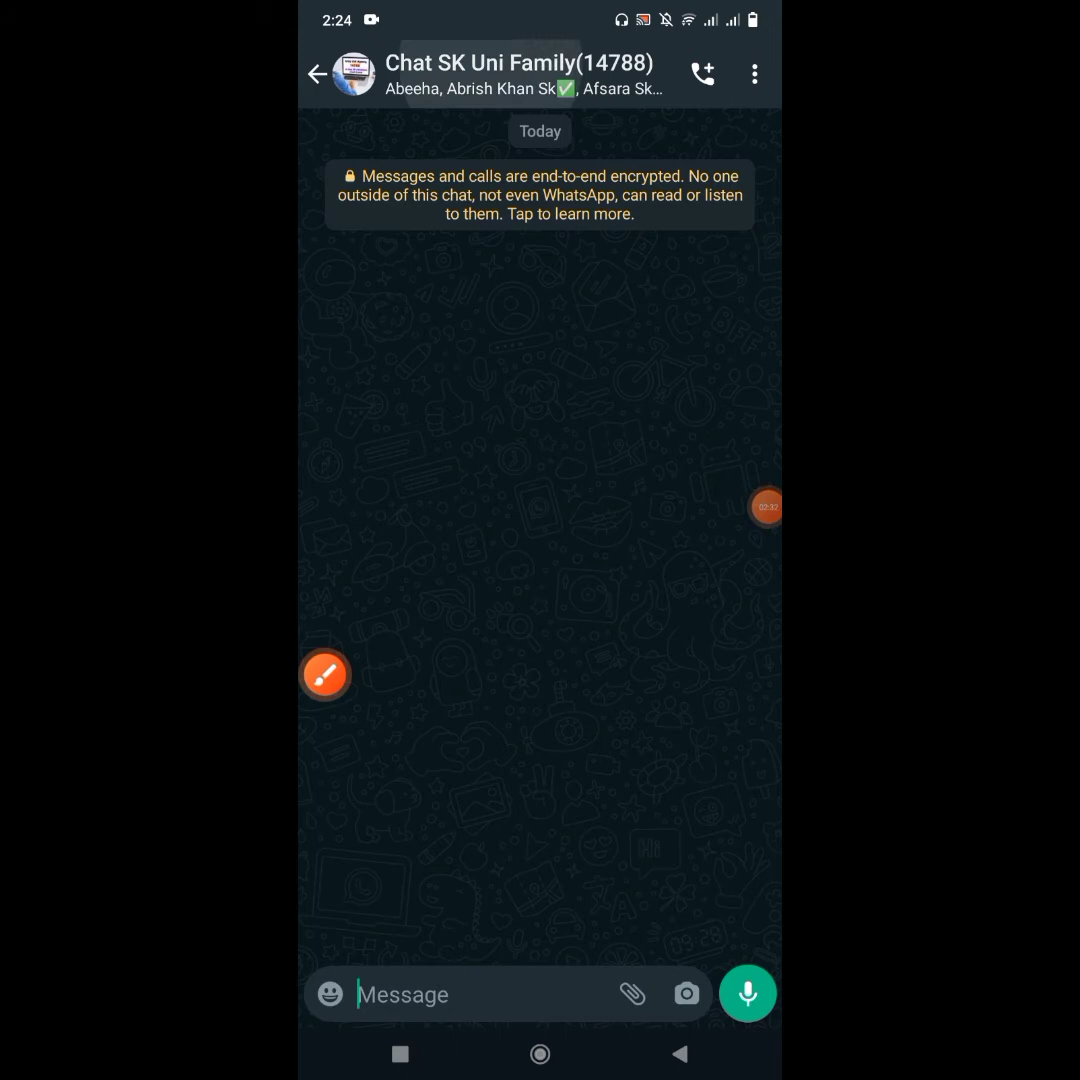 2:24
Chat SK Uni Family(14788)
Abeeha, Abrish Khan Sk✅, Afsara Sk...
Today
Messages and calls are end-to-end encrypted. No one
outside of this chat, not even WhatsApp, can read or listen
to them. Tap to learn more.
02:32
Message